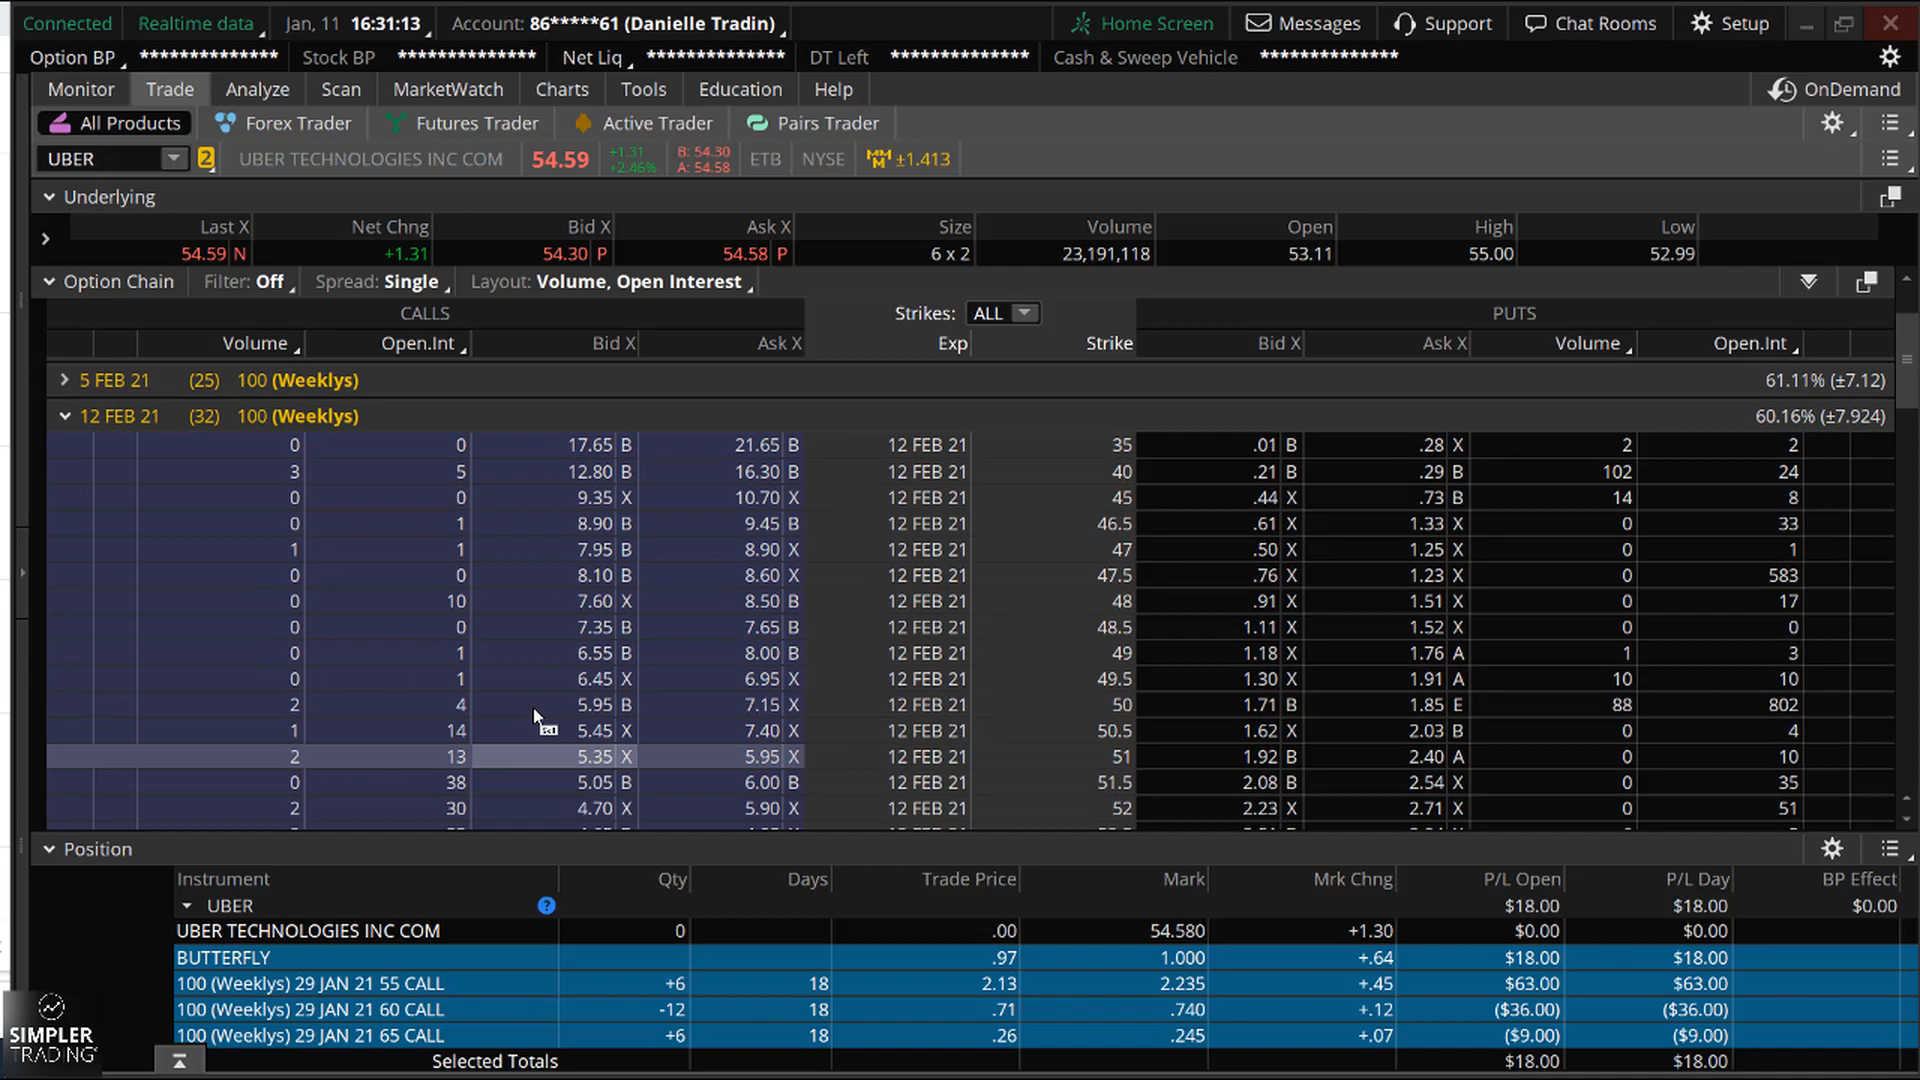 Connected Realtime data Jan, 11 16:31:13 Account: 86*****61 (Danielle Tradin) Home Screen Messages Support Chat Rooms Setup
Option BP ************** Stock BP ************** Net Liq ************** DT Left ************** Cash & Sweep Vehicle **************
Monitor Trade Analyze Scan MarketWatch Charts Tools Education Help OnDemand
All Products Forex Trader Futures Trader Active Trader Pairs Trader
UBER 2 UBER TECHNOLOGIES INC COM 54.59 +1.31 +2.46% B: 54.30 A: 54.58 ETB NYSE MMM ±1.413
Underlying
Last X Net Chng Bid X Ask X Size Volume Open High Low
54.59 N +1.31 54.30 P 54.58 P 6 x 2 23,191,118 53.11 55.00 52.99
Option Chain Filter: Off Spread: Single Layout: Volume, Open Interest
CALLS Strikes: ALL PUTS
Volume Open.Int Bid X Ask X Exp Strike Bid X Ask X Volume Open.Int
5 FEB 21 (25) 100 (Weeklys) 61.11% (±7.12)
12 FEB 21 (32) 100 (Weeklys) 60.16% (±7.924)
0 0 17.65 B 21.65 B 12 FEB 21 35 .01 B .28 X 2 2
3 5 12.80 B 16.30 B 12 FEB 21 40 .21 B .29 B 102 24
0 0 9.35 X 10.70 X 12 FEB 21 45 .44 X .73 B 14 8
0 1 8.90 B 9.45 B 12 FEB 21 46.5 .61 X 1.33 X 0 33
1 1 7.95 B 8.90 X 12 FEB 21 47 .50 X 1.25 X 0 1
0 0 8.10 B 8.60 X 12 FEB 21 47.5 .76 X 1.23 X 0 583
0 10 7.60 X 8.50 B 12 FEB 21 48 .91 X 1.51 X 0 17
0 0 7.35 B 7.65 B 12 FEB 21 48.5 1.11 X 1.52 X 0 0
0 1 6.55 B 8.00 B 12 FEB 21 49 1.18 X 1.76 A 1 3
0 1 6.45 X 6.95 X 12 FEB 21 49.5 1.30 X 1.91 A 10 10
2 4 5.95 B 7.15 X 12 FEB 21 50 1.71 B 1.85 E 88 802
1 14 5.45 X 7.40 X 12 FEB 21 50.5 1.62 X 2.03 B 0 4
2 13 5.35 X 5.95 X 12 FEB 21 51 1.92 B 2.40 A 0 10
0 38 5.05 B 6.00 B 12 FEB 21 51.5 2.08 B 2.54 X 0 35
2 30 4.70 X 5.90 X 12 FEB 21 52 2.23 X 2.71 X 0 51
Position
Instrument Qty Days Trade Price Mark Mrk Chng P/L Open P/L Day BP Effect
UBER ? $18.00 $18.00 $0.00
UBER TECHNOLOGIES INC COM 0 .00 54.580 +1.30 $0.00 $0.00
BUTTERFLY .97 1.000 +.64 $18.00 $18.00
100 (Weeklys) 29 JAN 21 55 CALL +6 18 2.13 2.235 +.45 $63.00 $63.00
100 (Weeklys) 29 JAN 21 60 CALL -12 18 .71 .740 +.12 ($36.00) ($36.00)
100 (Weeklys) 29 JAN 21 65 CALL +6 18 .26 .245 +.07 ($9.00) ($9.00)
Selected Totals $18.00 $18.00
SIMPLER
TRADING